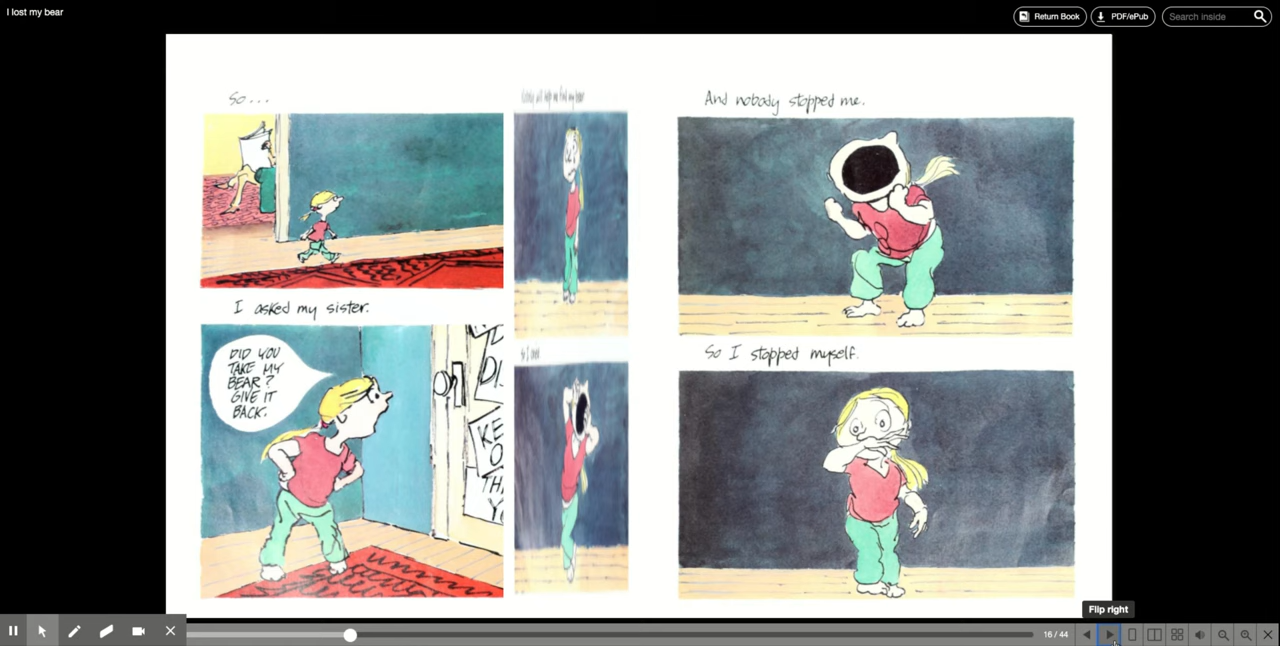 I lost my bear
Return Book
PDF/ePub
Search inside
So...
I asked my sister.
DID YOU
TAKE MY
BEAR?
GIVE IT
BACK.
And nobody stopped me.
So I stopped myself.
Flip right
16 / 44